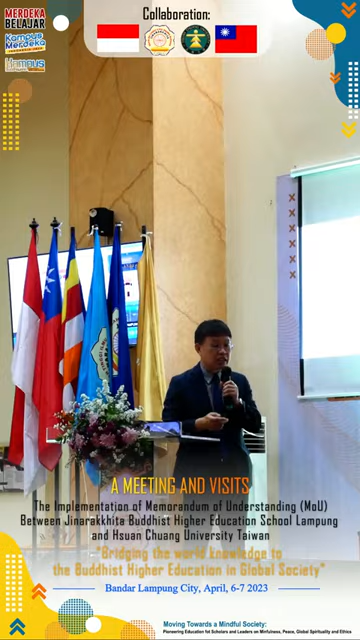 MERDEKA
BELAJAR
Kampus
Merdeka
INDONESIA JAYA
Collaboration:
A MEETING AND VISITS
The Implementation of Memorandum of Understanding (MoU)
Between Jinarakkhita Buddhist Higher Education School Lampung
and Hsuan Chuang University Taiwan
"Bridging the world knowledge to
the Buddhist Higher Education in Global Society"
Bandar Lampung City, April, 6-7 2023
Moving Towards a Mindful Society:
Pioneering Education for Scholars and Leaders on Mindfulness, Peace, Global Spirituality and Ethics